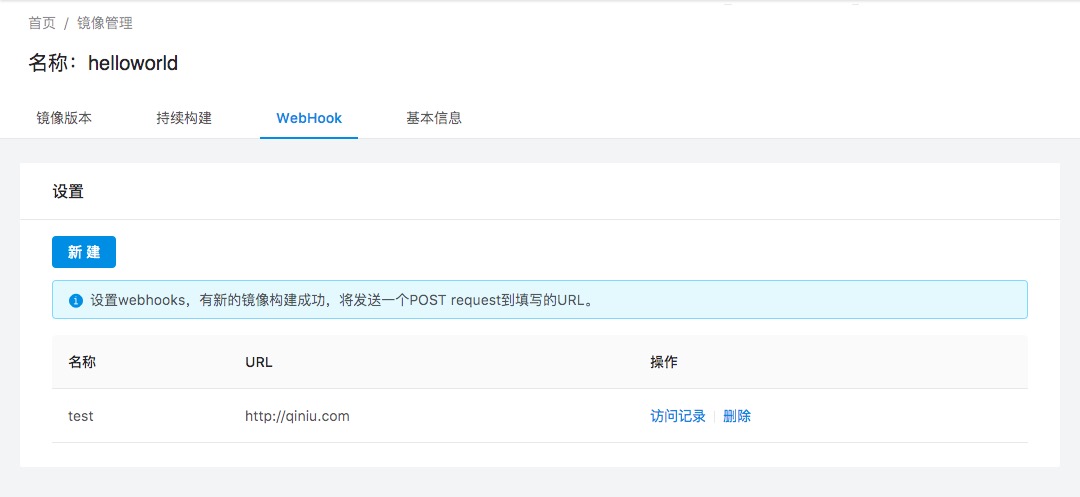 首页 / 镜像管理
名称：helloworld
镜像版本 持续构建 WebHook 基本信息
设置
新 建
设置webhooks，有新的镜像构建成功，将发送一个POST request到填写的URL。
名称 URL 操作
test http://qiniu.com 访问记录 删除